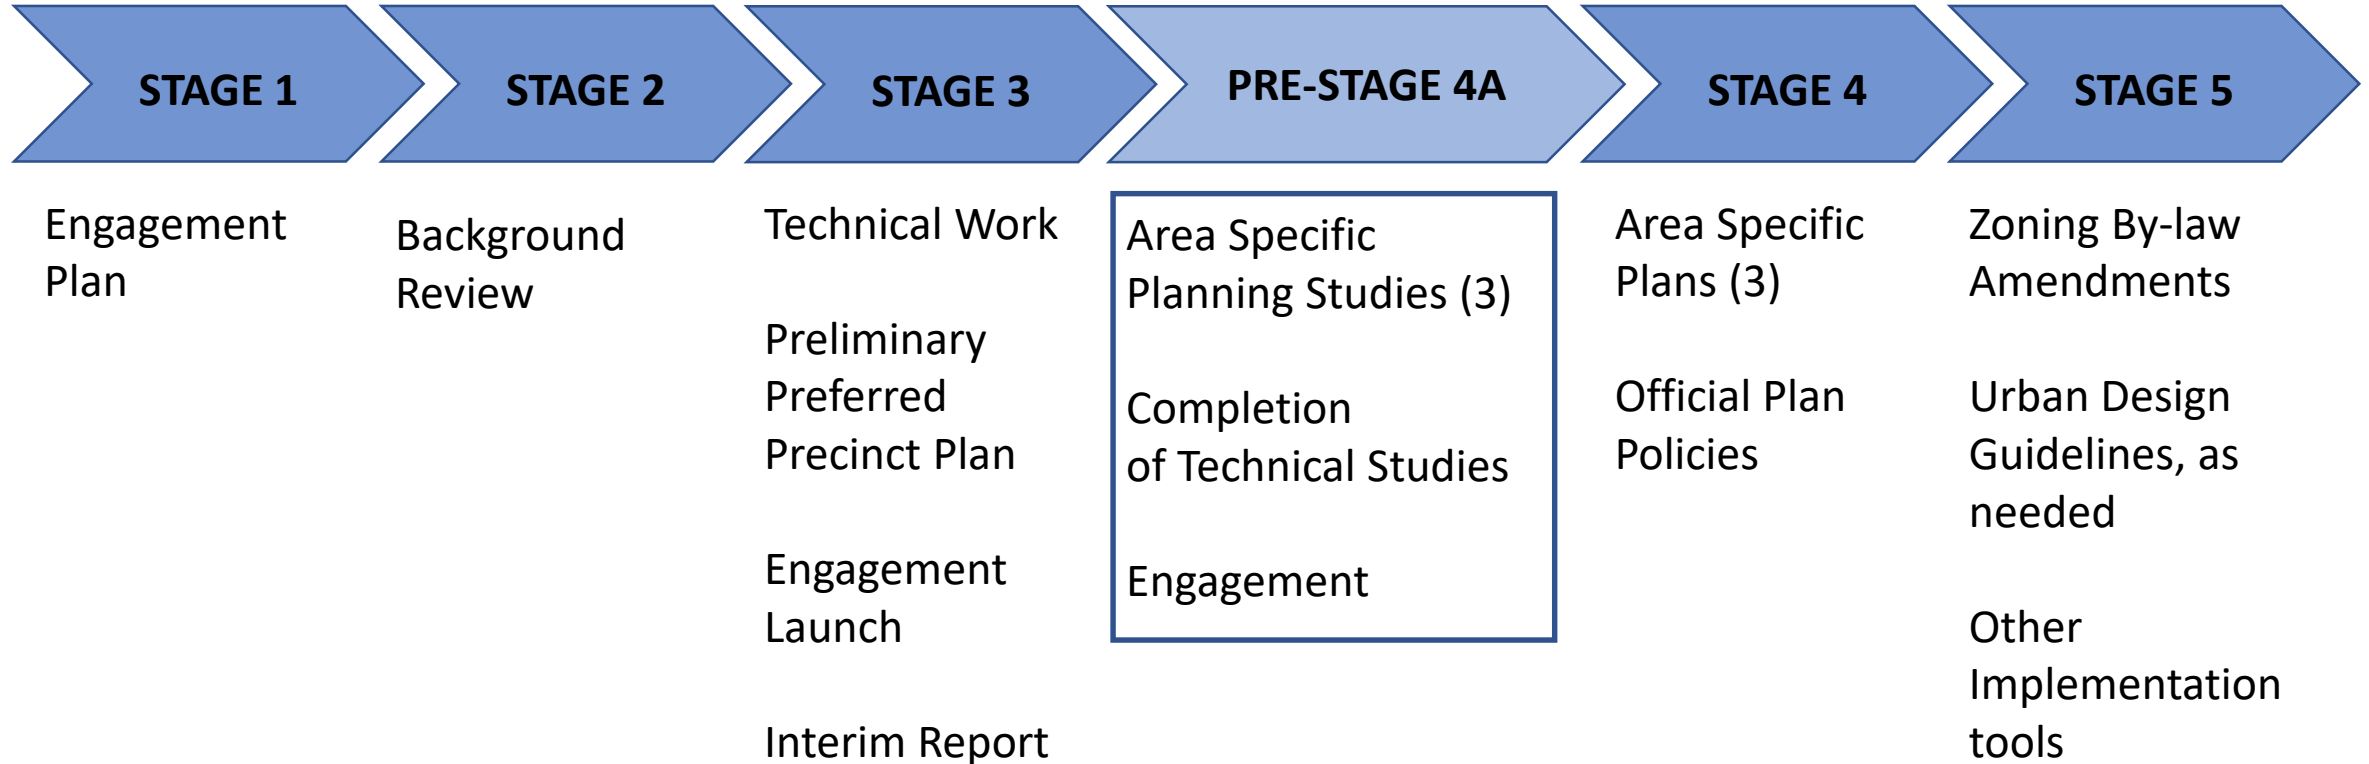 STAGE 1
STAGE 2
STAGE 3
PRE-STAGE 4A
STAGE 4
STAGE 5
Engagement
Plan
Background
Review
Technical Work
Preliminary
Preferred
Precinct Plan
Engagement
Launch
Interim Report
Area Specific
Planning Studies (3)
Completion
of Technical Studies
Engagement
Area Specific
Plans (3)
Official Plan
Policies
Zoning By-law
Amendments
Urban Design
Guidelines, as
needed
Other
Implementation
tools